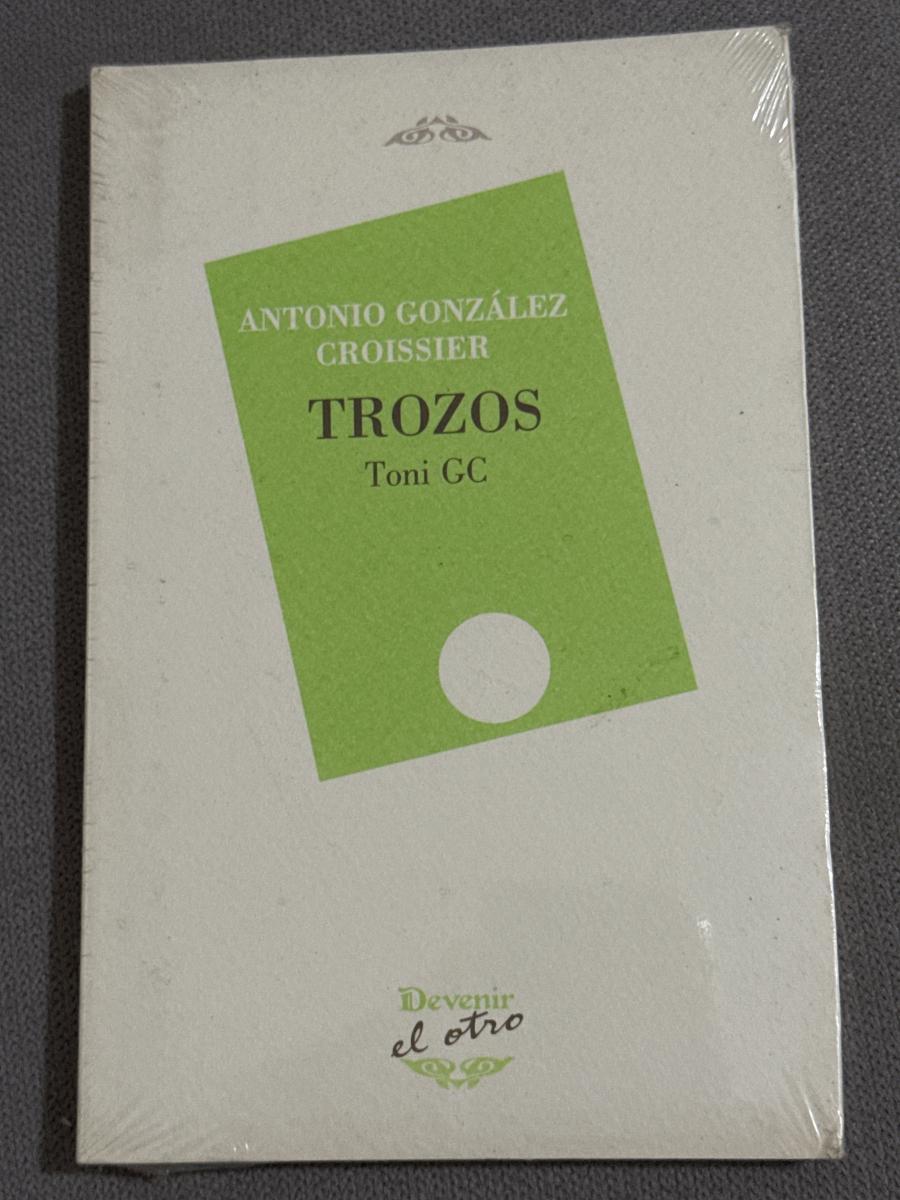 ANTONIO GONZÁLEZ
CROISSIER
TROZOS
Toni GC
Devenir
el otro